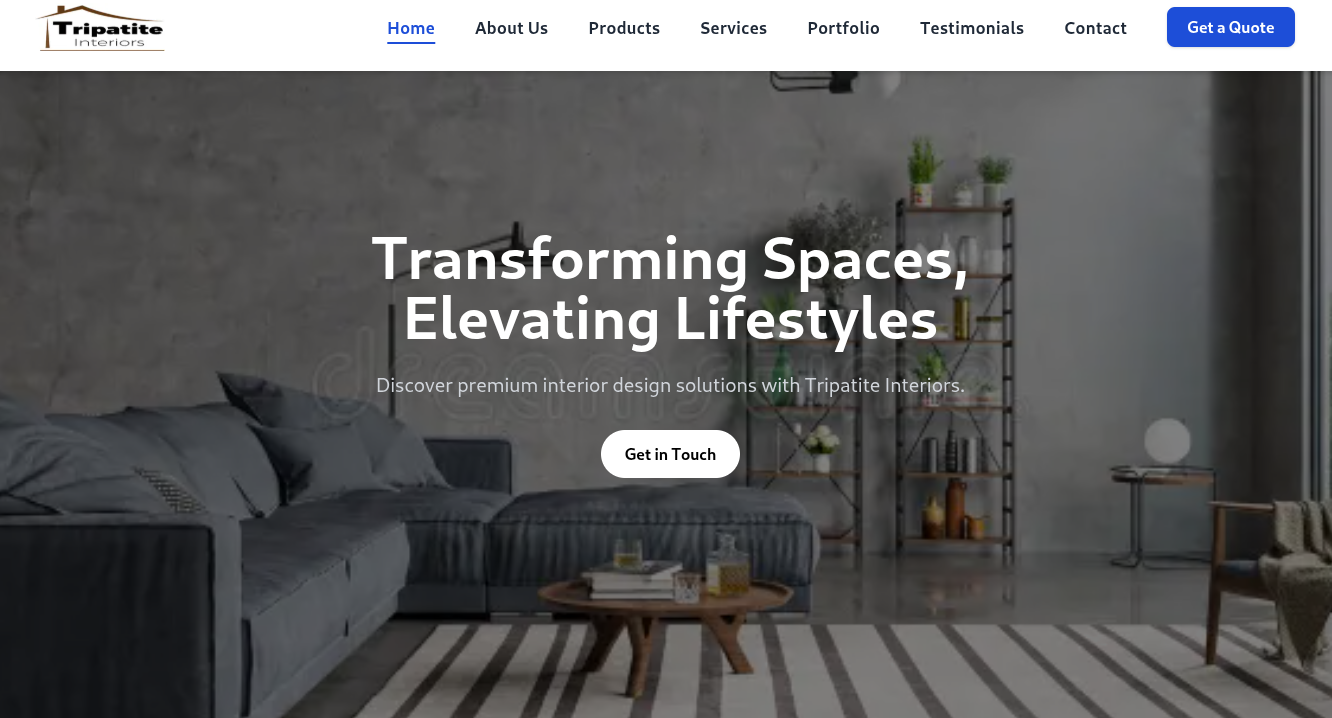 Tripatite
Interiors
Home
About Us
Products
Services
Portfolio
Testimonials
Contact
Get a Quote
Transforming Spaces,
Elevating Lifestyles
dreamstime
Discover premium interior design solutions with Tripatite Interiors.
Get in Touch